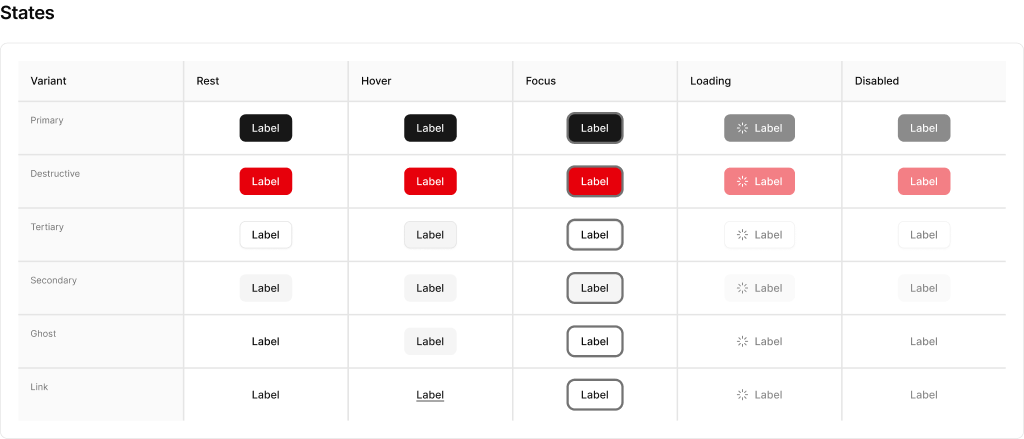 States
Variant Rest Hover Focus Loading Disabled
Primary Label Label Label Label Label
Destructive Label Label Label Label Label
Tertiary Label Label Label Label Label
Secondary Label Label Label Label Label
Ghost Label Label Label Label Label
Link Label Label Label Label Label